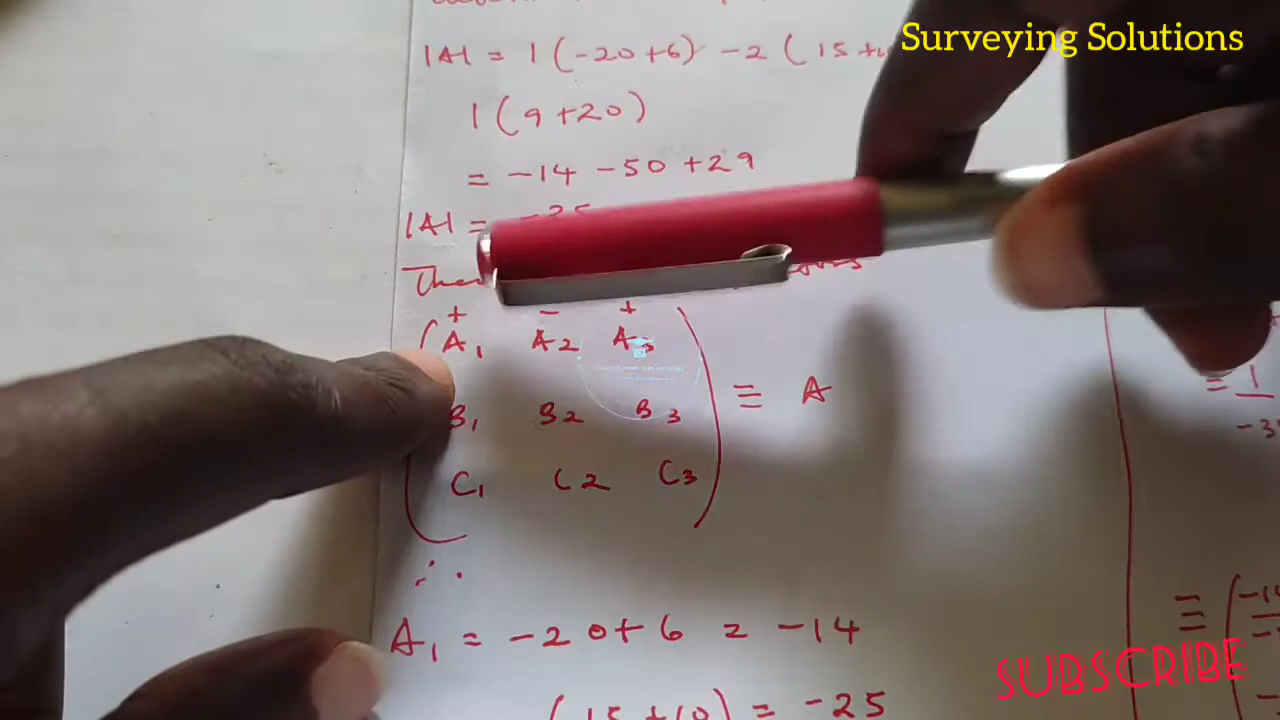 Surveying Solutions
|A| = 1(-20+6) -2(15+
1(9+20)
= -14 -50 +29
|A| =
+ - +
A1 A2 A3
B1 B2 B3 ≡ A
C1 C2 C3
∴
A1 = -20+6 = -14
(15+10) = -25
= 1
≡
SUBSCRIBE